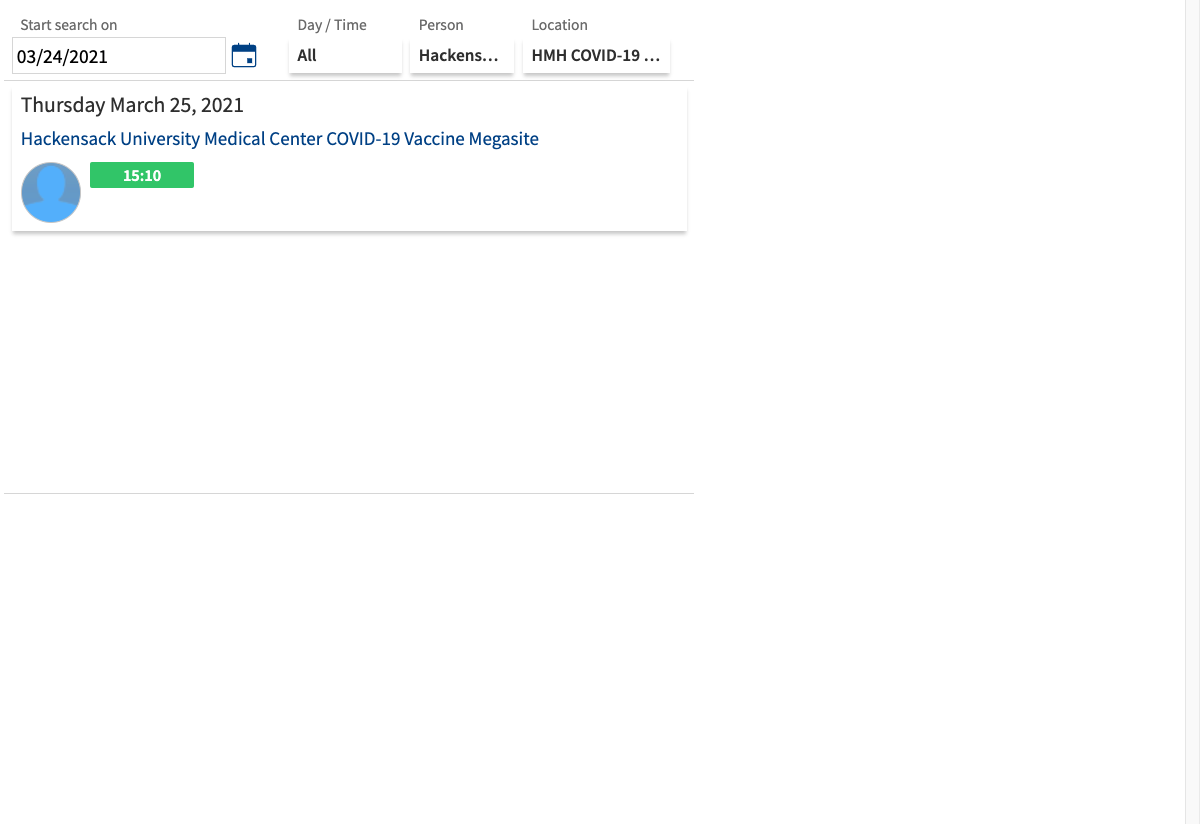 Start search on
Day / Time
Person
Location
03/24/2021
All
Hackens...
HMH COVID-19 ...
Thursday March 25, 2021
Hackensack University Medical Center COVID-19 Vaccine Megasite
15:10